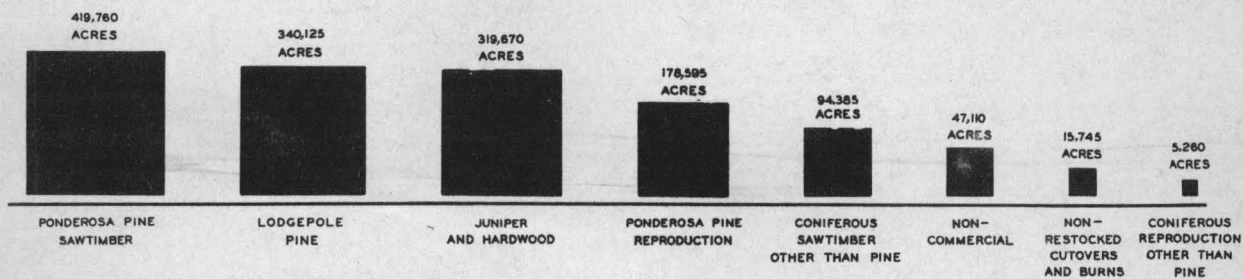 419,760
ACRES
340,125
ACRES
319,670
ACRES
178,595
ACRES
94,385
ACRES
47,110
ACRES
15,745
ACRES
5,260
ACRES
PONDEROSA PINE
SAWTIMBER
LODGEPOLE
PINE
JUNIPER
AND HARDWOOD
PONDEROSA PINE
REPRODUCTION
CONIFEROUS
SAWTIMBER
OTHER THAN PINE
NON-
COMMERCIAL
NON-
RESTOCKED
CUTOVERS
AND BURNS
CONIFEROUS
REPRODUCTION
OTHER THAN
PINE